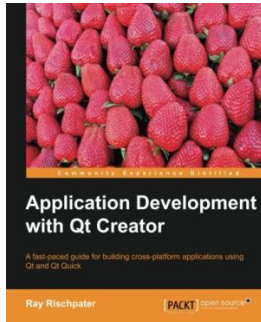 Community Experience Distilled
Application Development
with Qt Creator
A fast-paced guide for building cross-platform applications using
Qt and Qt Quick
Ray Rischpater
[PACKT] open source*